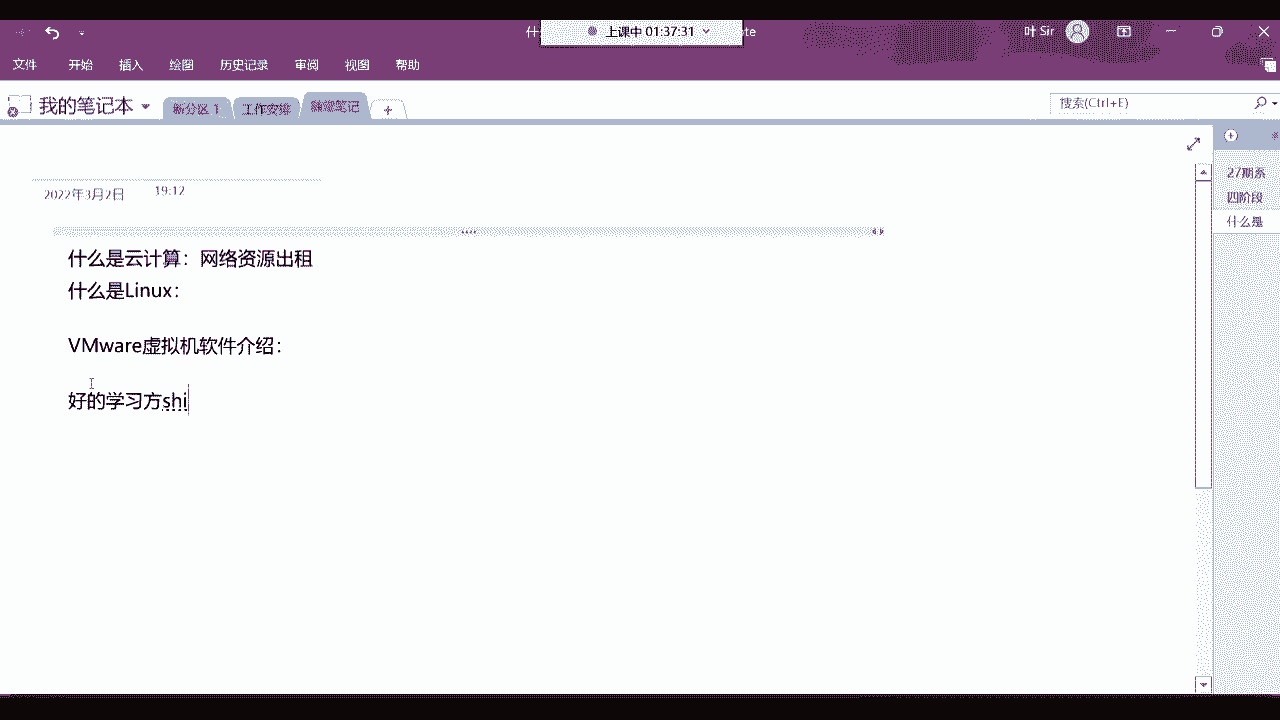 什
上课中 01:37:31
ote
叶 Sir
文件 开始 插入 绘图 历史记录 审阅 视图 帮助
我的笔记本
新分区 1
工作安排
笔记
搜索(Ctrl+E)
2022年3月2日 19:12
27期系
四阶段
什么是
什么是云计算：网络资源出租
什么是Linux：
VMware虚拟机软件介绍：
好的学习方shi